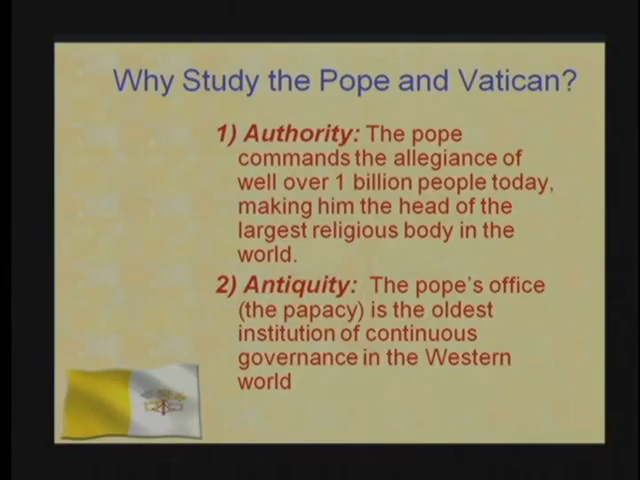 Why Study the Pope and Vatican?
1) Authority: The pope
commands the allegiance of
well over 1 billion people today,
making him the head of the
largest religious body in the
world.
2) Antiquity: The pope's office
(the papacy) is the oldest
institution of continuous
governance in the Western
world